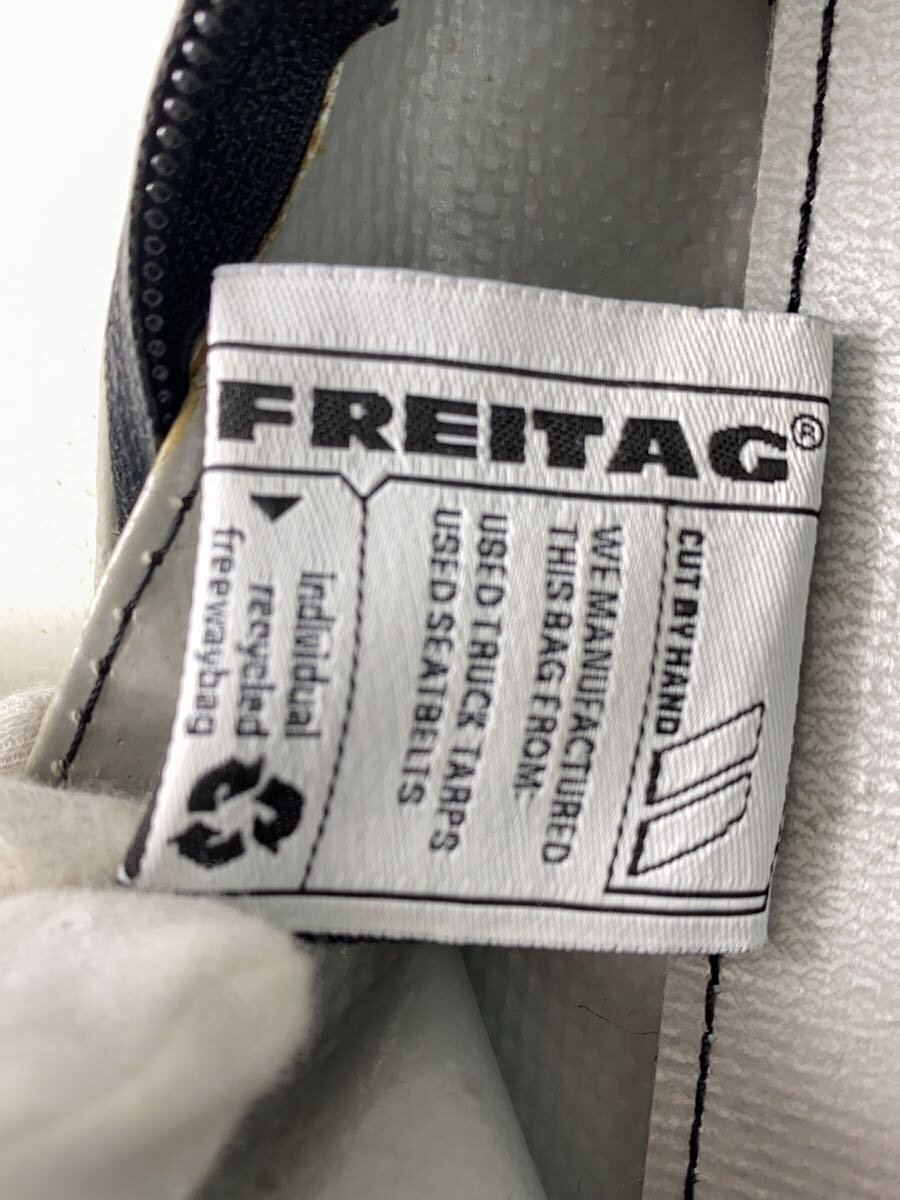 FREITAG®
CUT BY HAND
WE MANUFACTURED
THIS BAG FROM:
USED TRUCK TARPS
USED SEATBELTS
individual
recycled
freewaybag